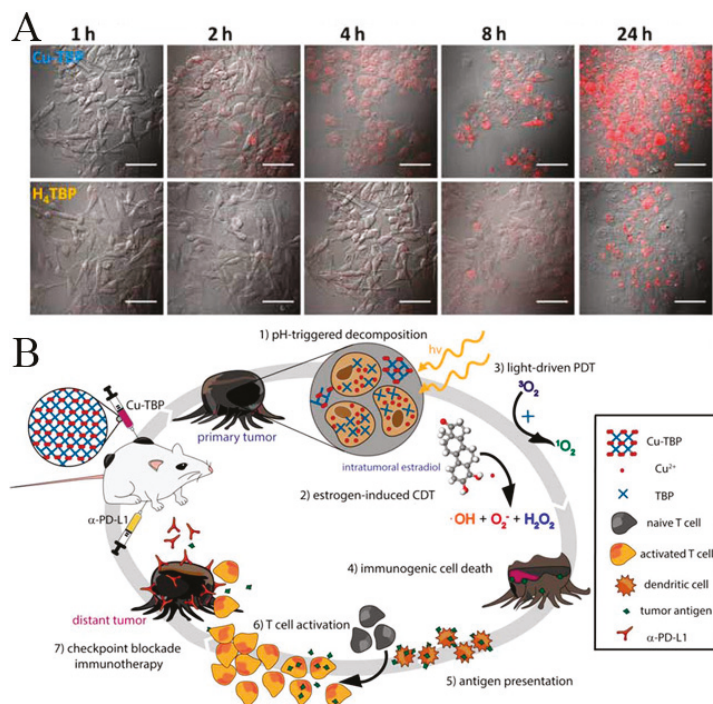 A
1 h 2 h 4 h 8 h 24 h
Cu-TBP
H₄TBP
B
1) pH-triggered decomposition
hν
3) light-driven PDT
³O₂
+
¹O₂
Cu-TBP
primary tumor
intratumoral estradiol
2) estrogen-induced CDT
·OH + O₂⁻ + H₂O₂
α-PD-L1
4) immunogenic cell death
distant tumor
6) T cell activation
7) checkpoint blockade
immunotherapy
5) antigen presentation
Cu-TBP
Cu²⁺
TBP
naive T cell
activated T cell
dendritic cell
tumor antigen
α-PD-L1